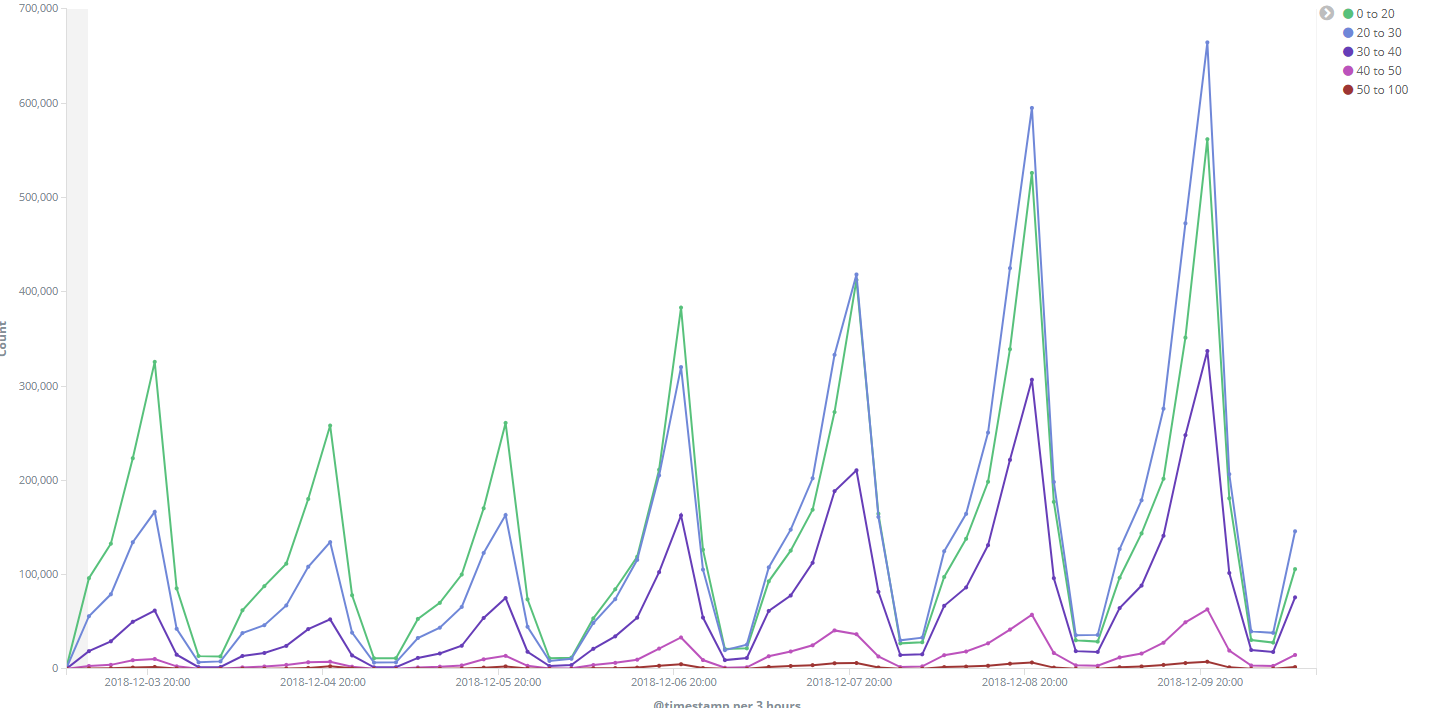 700,000
600,000
500,000
400,000
300,000
200,000
100,000
0
Count
2018-12-03 20:00
2018-12-04 20:00
2018-12-05 20:00
2018-12-06 20:00
2018-12-07 20:00
2018-12-08 20:00
2018-12-09 20:00
@timestamp per 3 hours
0 to 20
20 to 30
30 to 40
40 to 50
50 to 100